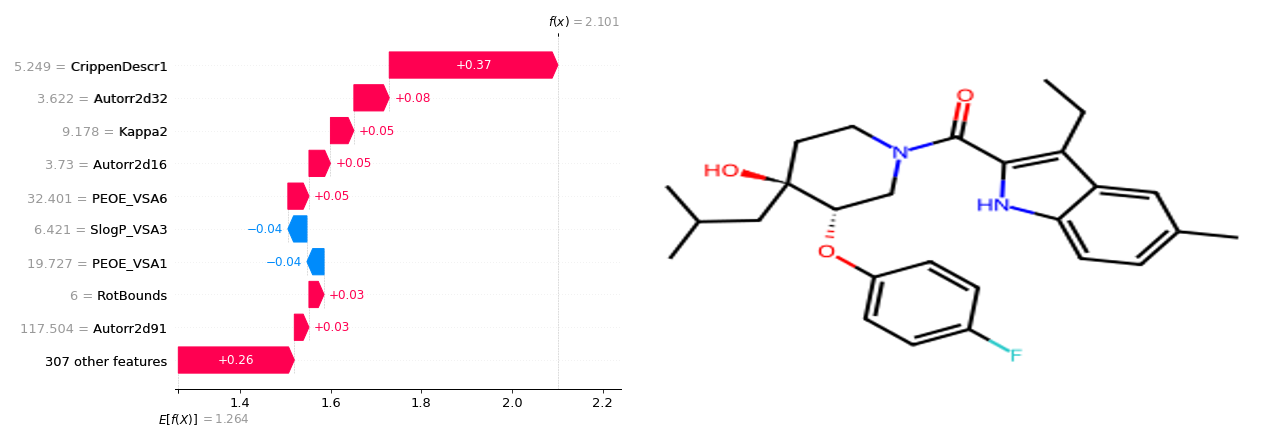 f(x) = 2.101
5.249 = CrippenDescr1
+0.37
3.622 = Autorr2d32
+0.08
9.178 = Kappa2
+0.05
3.73 = Autorr2d16
+0.05
32.401 = PEOE_VSA6
+0.05
6.421 = SlogP_VSA3
−0.04
19.727 = PEOE_VSA1
−0.04
6 = RotBounds
+0.03
117.504 = Autorr2d91
+0.03
307 other features
+0.26
1.4 1.6 1.8 2.0 2.2
E[f(X)] = 1.264
O
N
HO
HN
O
F